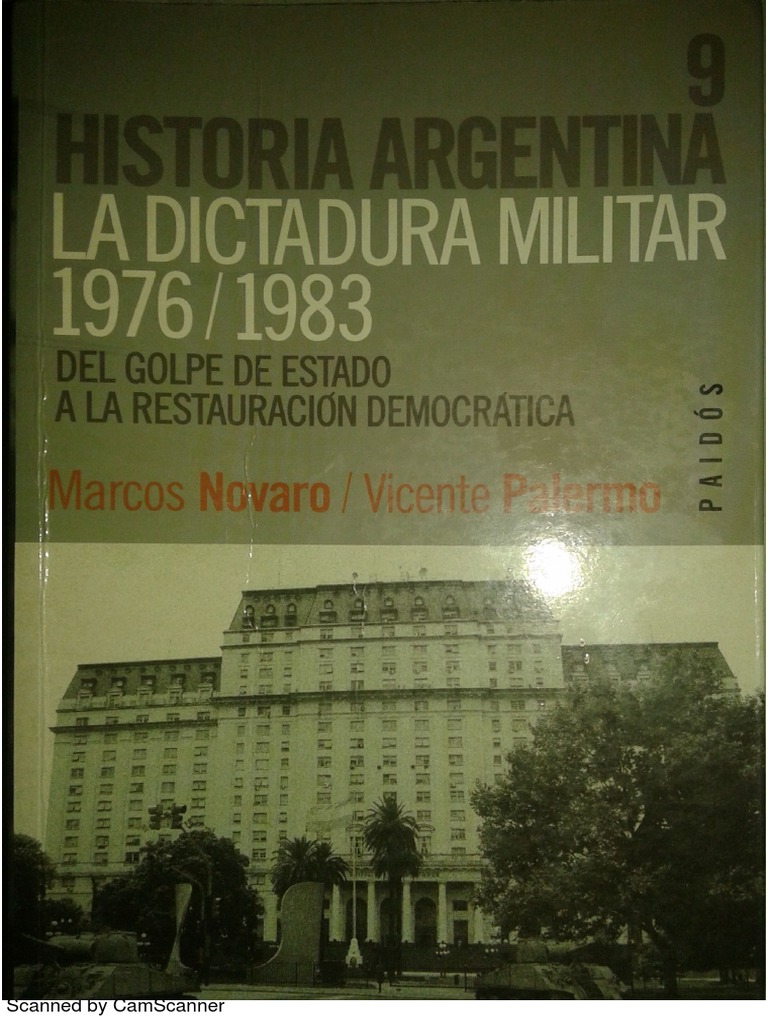 9
HISTORIA ARGENTINA
LA DICTADURA MILITAR
1976/1983
DEL GOLPE DE ESTADO
A LA RESTAURACIÓN DEMOCRÁTICA
Marcos Novaro / Vicente Palermo
PAIDÓS
Scanned by CamScanner